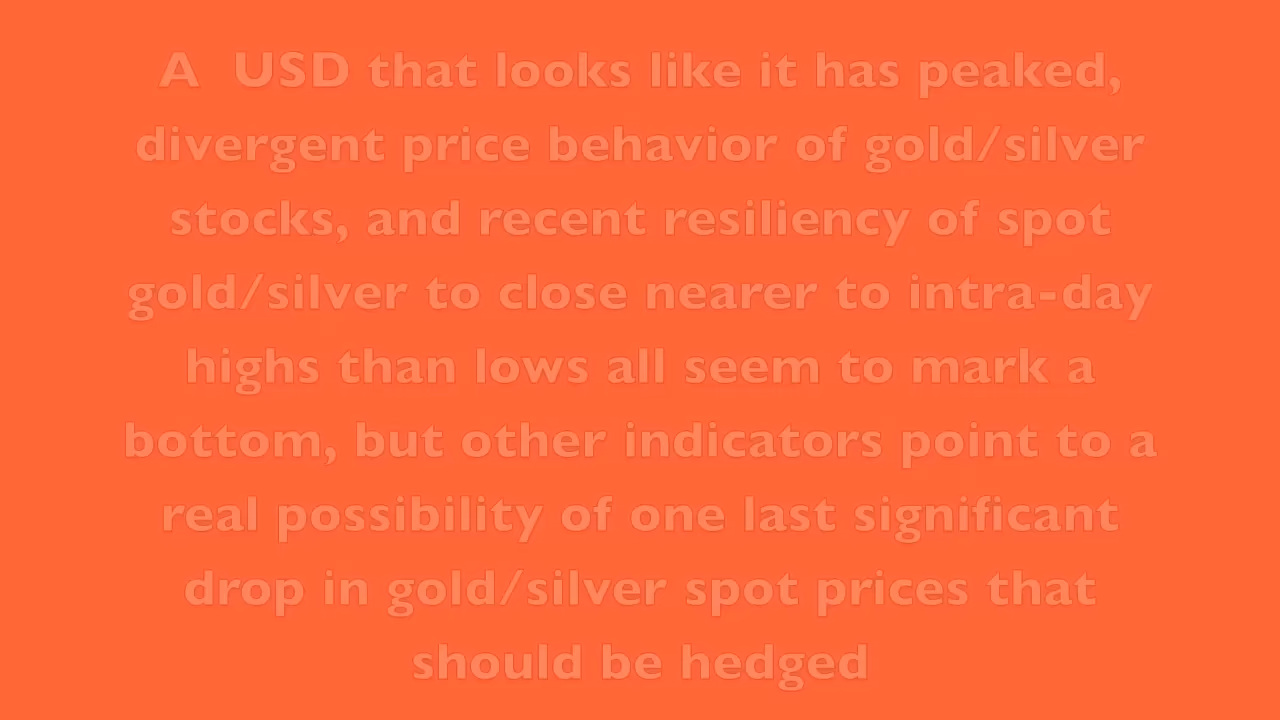 A  USD that looks like it has peaked,
divergent price behavior of gold/silver
stocks, and recent resiliency of spot
gold/silver to close nearer to intra-day
highs than lows all seem to mark a
bottom, but other indicators point to a
real possibility of one last significant
drop in gold/silver spot prices that
should be hedged